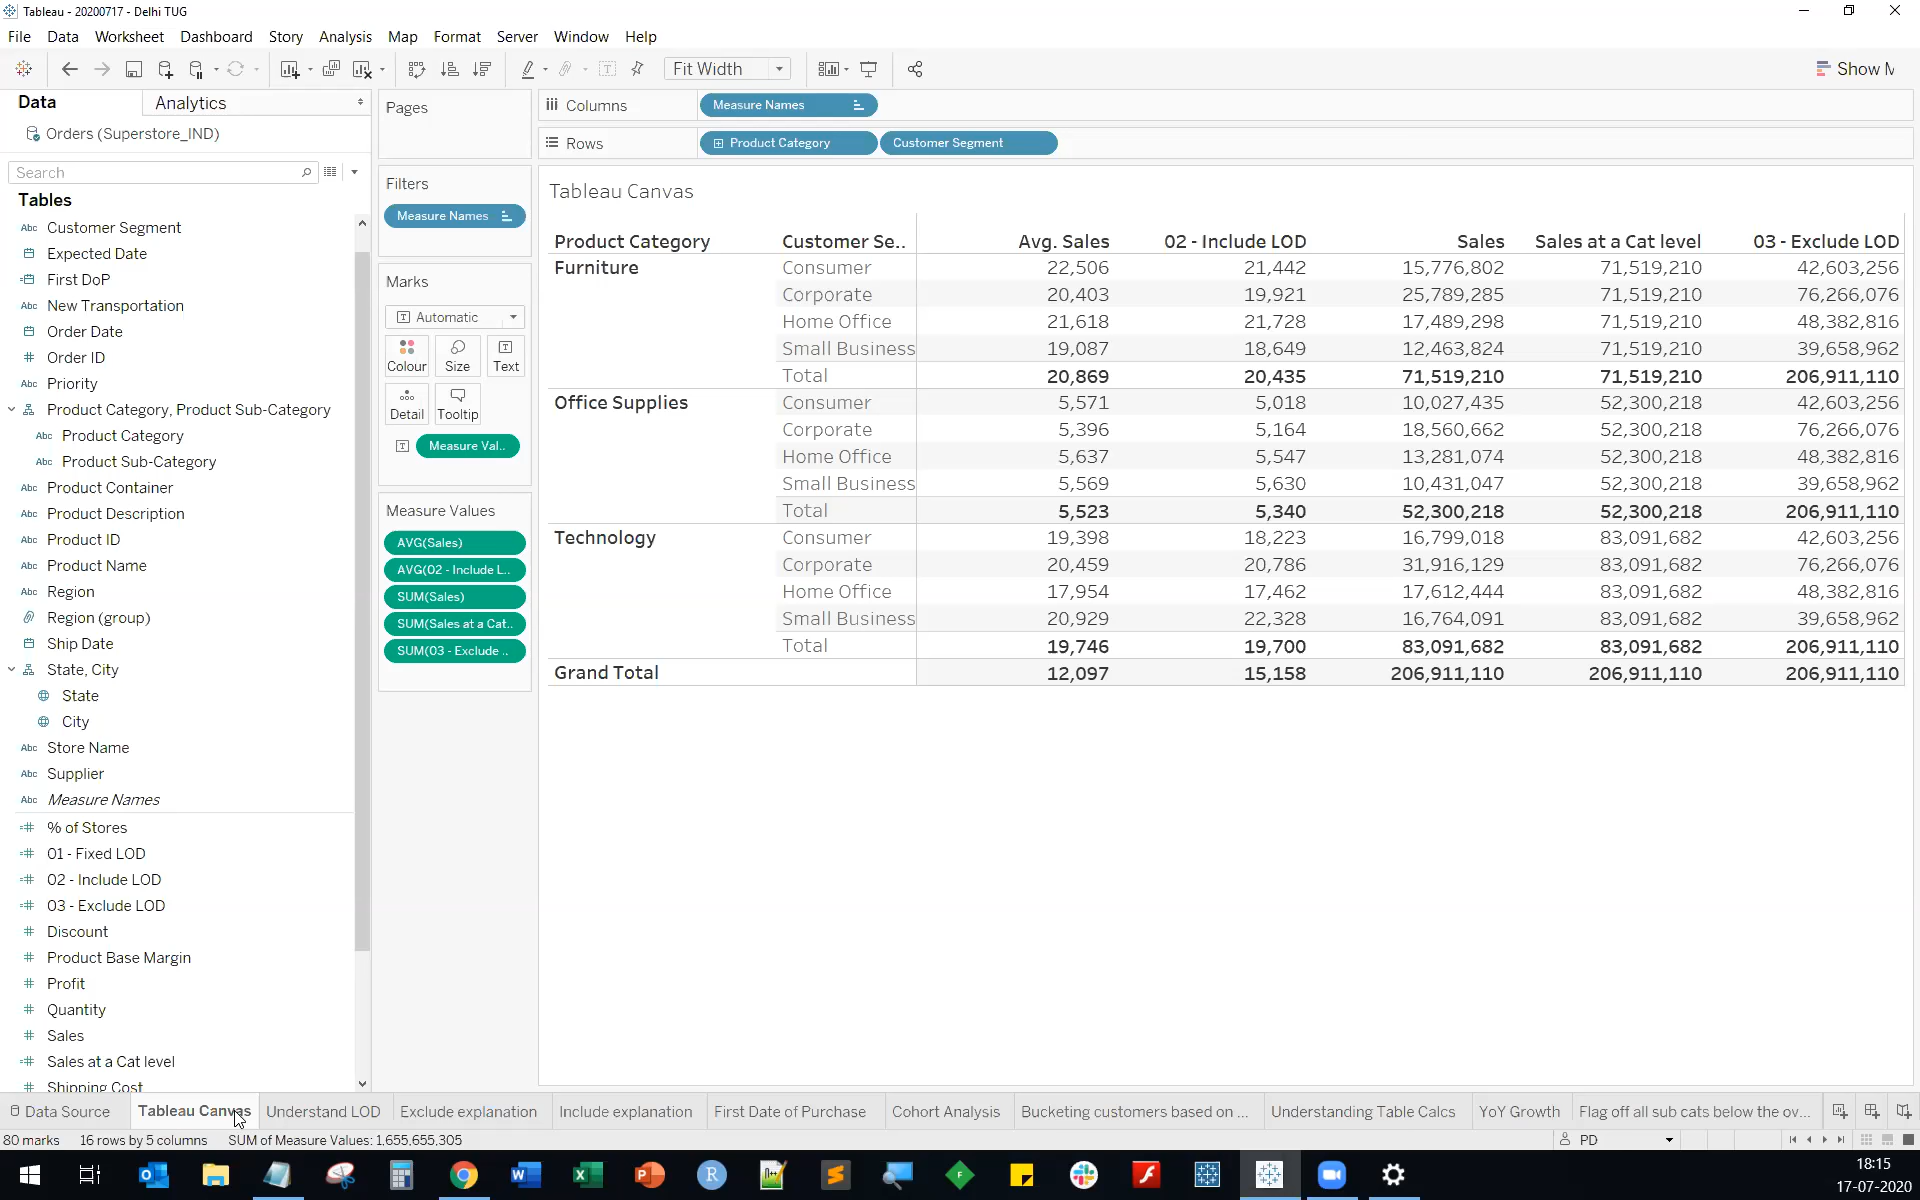 Tableau - 20200717 - Delhi TUG
File Data Worksheet Dashboard Story Analysis Map Format Server Window Help
Fit Width
Show M
Data
Analytics
Orders (Superstore_IND)
Search
Tables
Abc Customer Segment
Expected Date
First DoP
Abc New Transportation
Order Date
# Order ID
Abc Priority
Product Category, Product Sub-Category
Abc Product Category
Abc Product Sub-Category
Abc Product Container
Abc Product Description
Abc Product ID
Abc Product Name
Abc Region
Region (group)
Ship Date
State, City
State
City
Abc Store Name
Abc Supplier
Abc Measure Names
=# % of Stores
=# 01 - Fixed LOD
=# 02 - Include LOD
=# 03 - Exclude LOD
# Discount
# Product Base Margin
# Profit
# Quantity
# Sales
=# Sales at a Cat level
# Shipping Cost
Pages
Filters
Measure Names
Marks
Automatic
Colour Size Text
Detail Tooltip
Measure Val..
Measure Values
AVG(Sales)
AVG(02 - Include L..
SUM(Sales)
SUM(Sales at a Cat..
SUM(03 - Exclude ..
Columns Measure Names
Rows Product Category Customer Segment
Tableau Canvas
Product Category Customer Se.. Avg. Sales 02 - Include LOD Sales Sales at a Cat level 03 - Exclude LOD
Furniture Consumer 22,506 21,442 15,776,802 71,519,210 42,603,256
Corporate 20,403 19,921 25,789,285 71,519,210 76,266,076
Home Office 21,618 21,728 17,489,298 71,519,210 48,382,816
Small Business 19,087 18,649 12,463,824 71,519,210 39,658,962
Total 20,869 20,435 71,519,210 71,519,210 206,911,110
Office Supplies Consumer 5,571 5,018 10,027,435 52,300,218 42,603,256
Corporate 5,396 5,164 18,560,662 52,300,218 76,266,076
Home Office 5,637 5,547 13,281,074 52,300,218 48,382,816
Small Business 5,569 5,630 10,431,047 52,300,218 39,658,962
Total 5,523 5,340 52,300,218 52,300,218 206,911,110
Technology Consumer 19,398 18,223 16,799,018 83,091,682 42,603,256
Corporate 20,459 20,786 31,916,129 83,091,682 76,266,076
Home Office 17,954 17,462 17,612,444 83,091,682 48,382,816
Small Business 20,929 22,328 16,764,091 83,091,682 39,658,962
Total 19,746 19,700 83,091,682 83,091,682 206,911,110
Grand Total 12,097 15,158 206,911,110 206,911,110 206,911,110
Data Source Tableau Canvas Understand LOD Exclude explanation Include explanation First Date of Purchase Cohort Analysis Bucketing customers based on ... Understanding Table Calcs YoY Growth Flag off all sub cats below the ov...
80 marks 16 rows by 5 columns SUM of Measure Values: 1,655,655,305
PD
18:15
17-07-2020